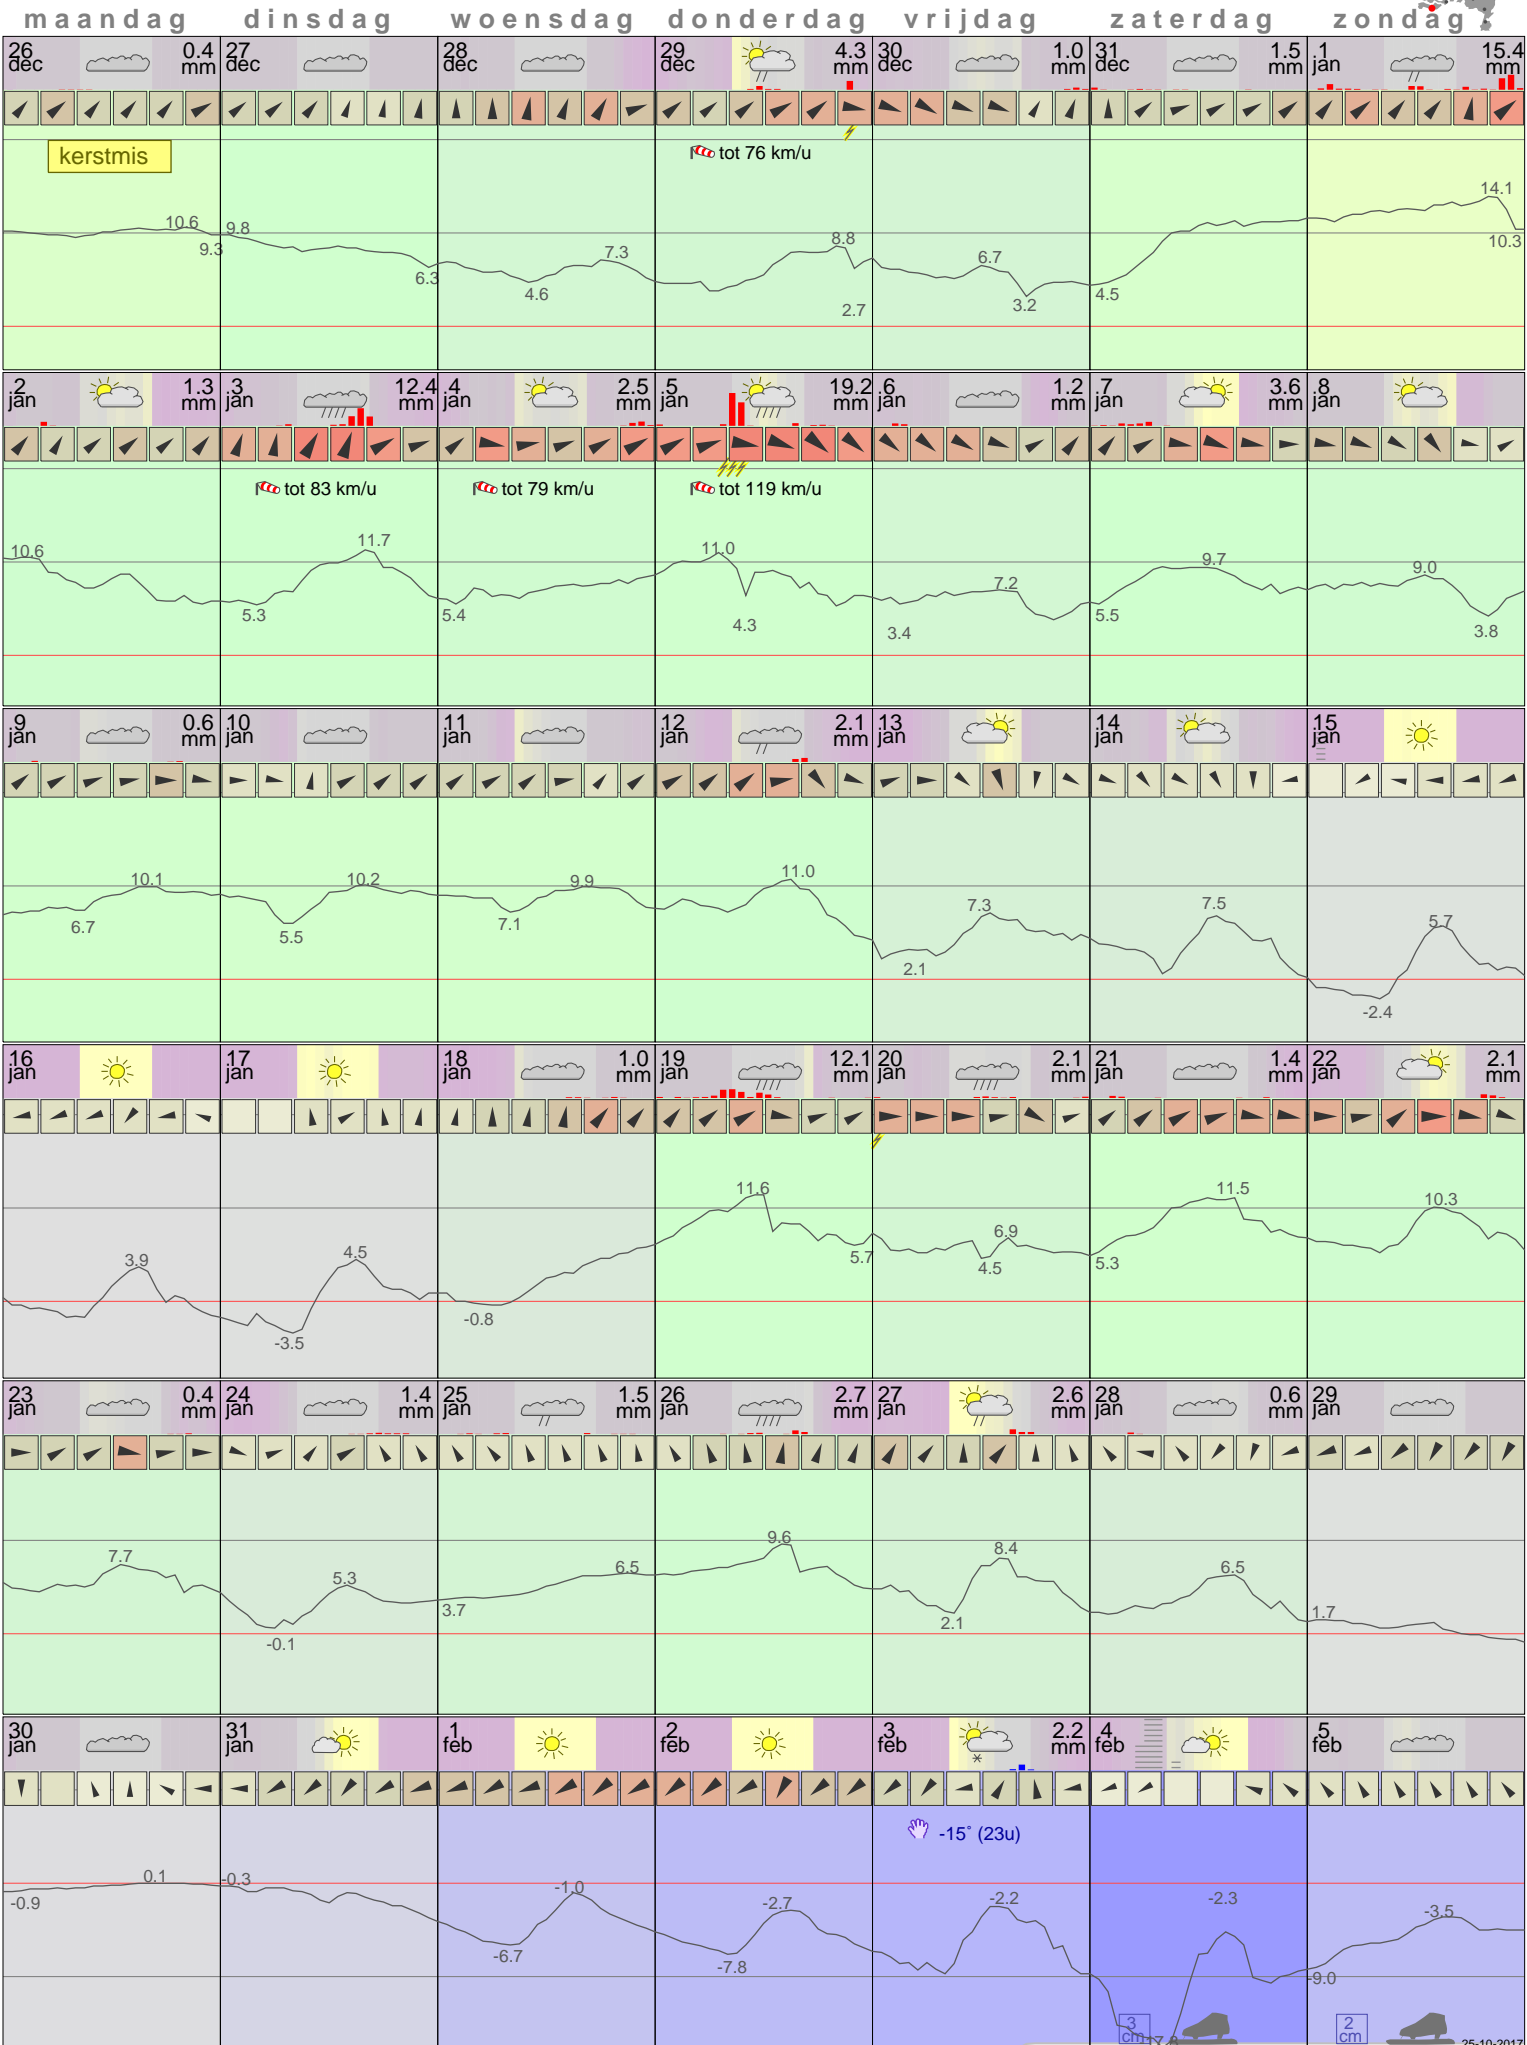 maandag dinsdag woensdag donderdag vrijdag zaterdag zondag
26 dec 0.4 mm 27 dec 28 dec 29 dec 4.3 mm 30 dec 1.0 mm 31 dec 1.5 mm 1 jan 15.4 mm
kerstmis tot 76 km/u
10.6 9.3 9.8 6.3 4.6 7.3 8.8 2.7 6.7 3.2 4.5 14.1 10.3
2 jan 1.3 mm 3 jan 12.4 mm 4 jan 2.5 mm 5 jan 19.2 mm 6 jan 1.2 mm 7 jan 3.6 mm 8 jan
tot 83 km/u tot 79 km/u tot 119 km/u
10.6 5.3 11.7 5.4 11.0 4.3 3.4 7.2 5.5 9.7 9.0 3.8
9 jan 0.6 mm 10 jan 11 jan 12 jan 2.1 mm 13 jan 14 jan 15 jan
6.7 10.1 5.5 10.2 7.1 9.9 11.0 2.1 7.3 7.5 -2.4 5.7
16 jan 17 jan 18 jan 1.0 mm 19 jan 12.1 mm 20 jan 2.1 mm 21 jan 1.4 mm 22 jan 2.1 mm
3.9 -3.5 4.5 -0.8 11.6 5.7 4.5 6.9 5.3 11.5 10.3
23 jan 0.4 mm 24 jan 1.4 mm 25 jan 1.5 mm 26 jan 2.7 mm 27 jan 2.6 mm 28 jan 0.6 mm 29 jan
7.7 -0.1 5.3 3.7 6.5 9.6 2.1 8.4 6.5 1.7
30 jan 31 jan 1 feb 2 feb 3 feb 2.2 mm 4 feb 5 feb
-15° (23u)
-0.9 0.1 -0.3 -6.7 -1.0 -7.8 -2.7 -2.2 -2.3 -9.0 -3.5
3 cm 2 cm
25-10-2017